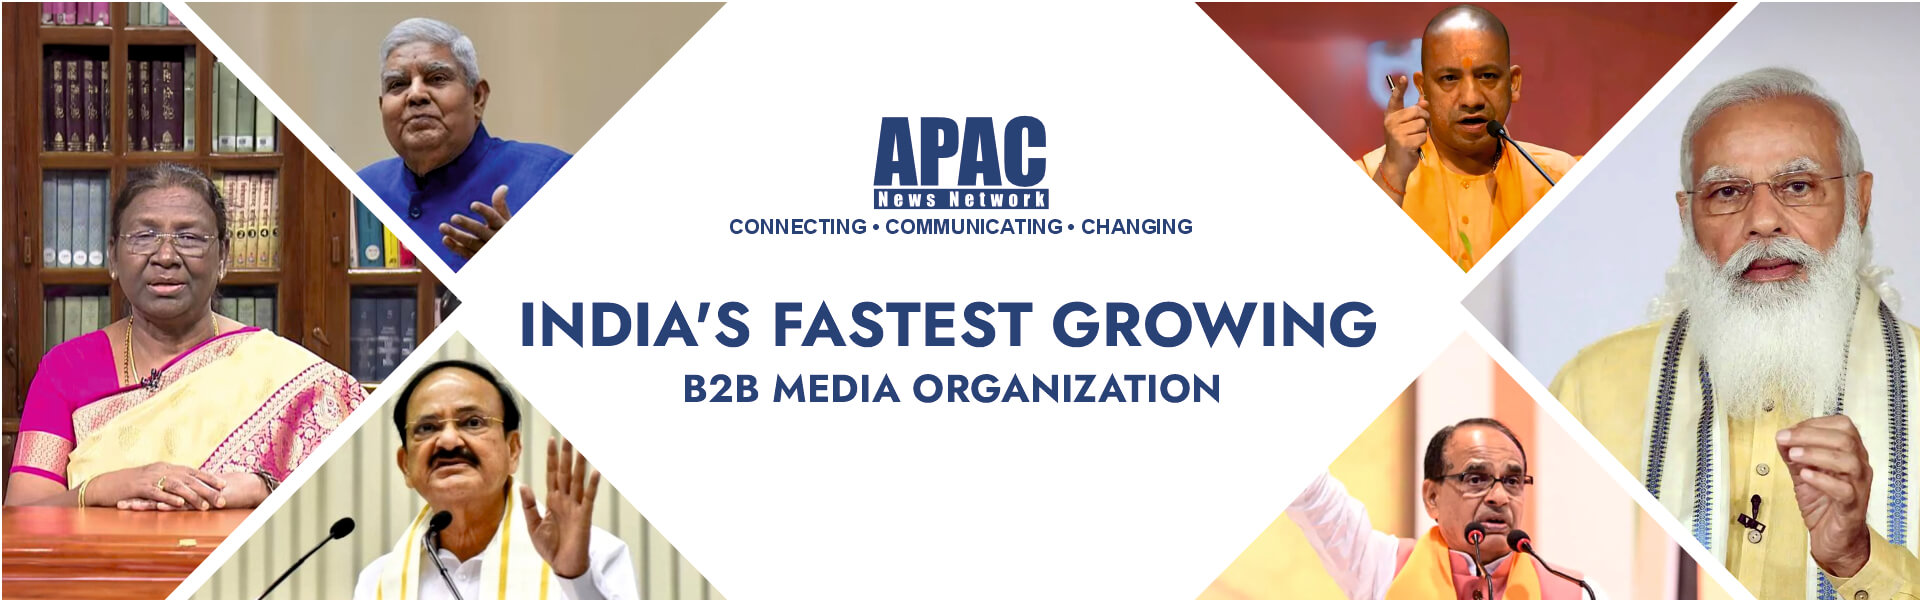 APAC
News Network
CONNECTING • COMMUNICATING • CHANGING
INDIA'S FASTEST GROWING
B2B MEDIA ORGANIZATION